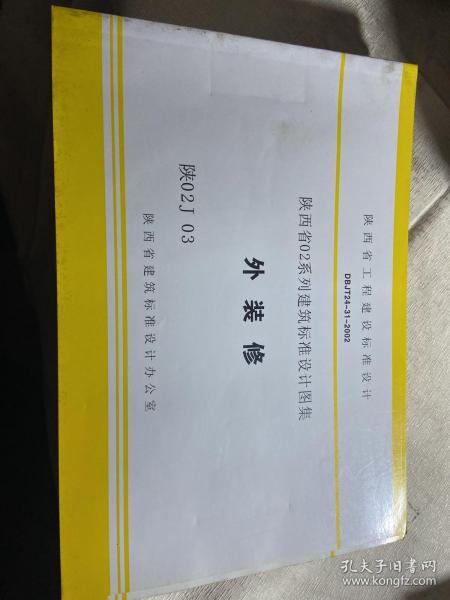 陕西省工程建设标准设计
DBJT24-31-2002
陕西省02系列建筑标准设计图集
外装修
陕02J 03
陕西省建筑标准设计办公室
孔夫子旧书网
www.kongfz.com